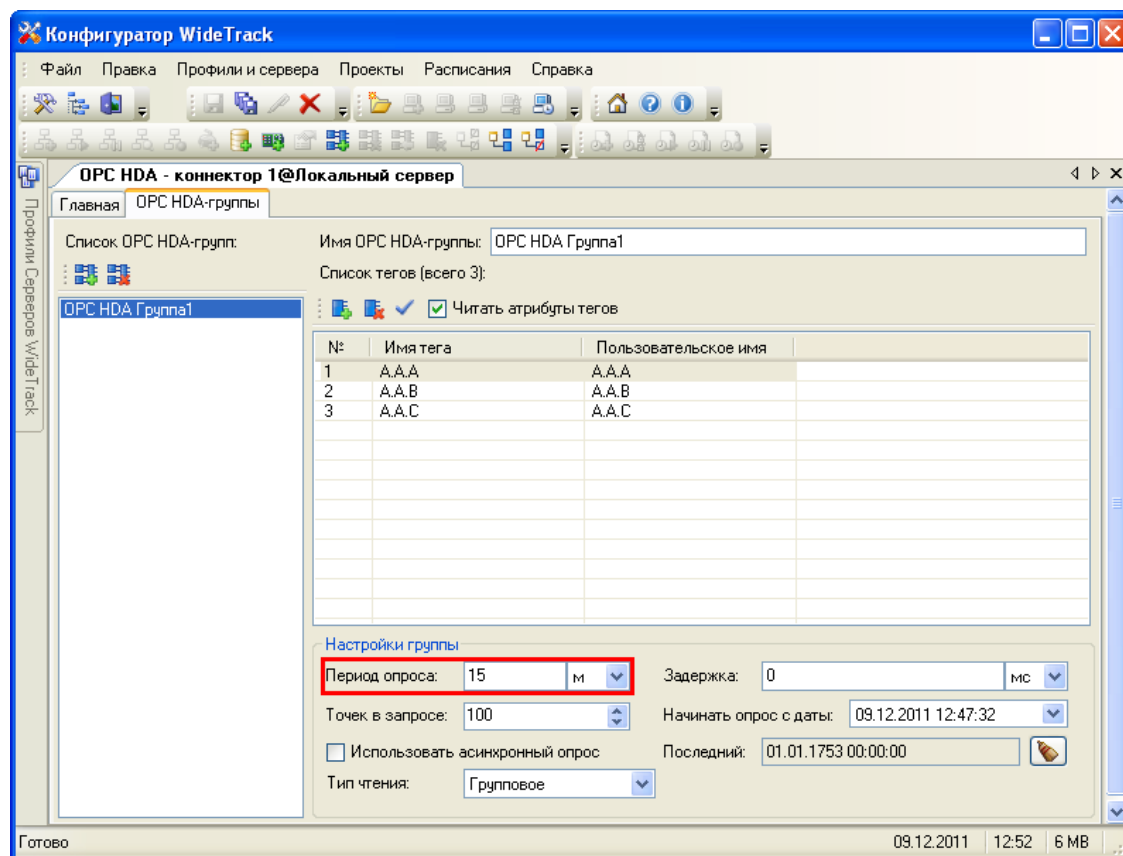 Конфигуратор WideTrack
Файл Правка Профили и сервера Проекты Расписания Справка
OPC HDA - коннектор 1@Локальный сервер
Профили Серверов WideTrack
Главная OPC HDA-группы
Список OPC HDA-групп:
OPC HDA Группа1
Имя OPC HDA-группы: OPC HDA Группа1
Список тегов (всего 3):
Читать атрибуты тегов
№ Имя тега Пользовательское имя
1 A.A.A A.A.A
2 A.A.B A.A.B
3 A.A.C A.A.C
Настройки группы
Период опроса: 15 м Задержка: 0 мс
Точек в запросе: 100 Начинать опрос с даты: 09.12.2011 12:47:32
Использовать асинхронный опрос Последний: 01.01.1753 00:00:00
Тип чтения: Групповое
Готово 09.12.2011 12:52 6 MB